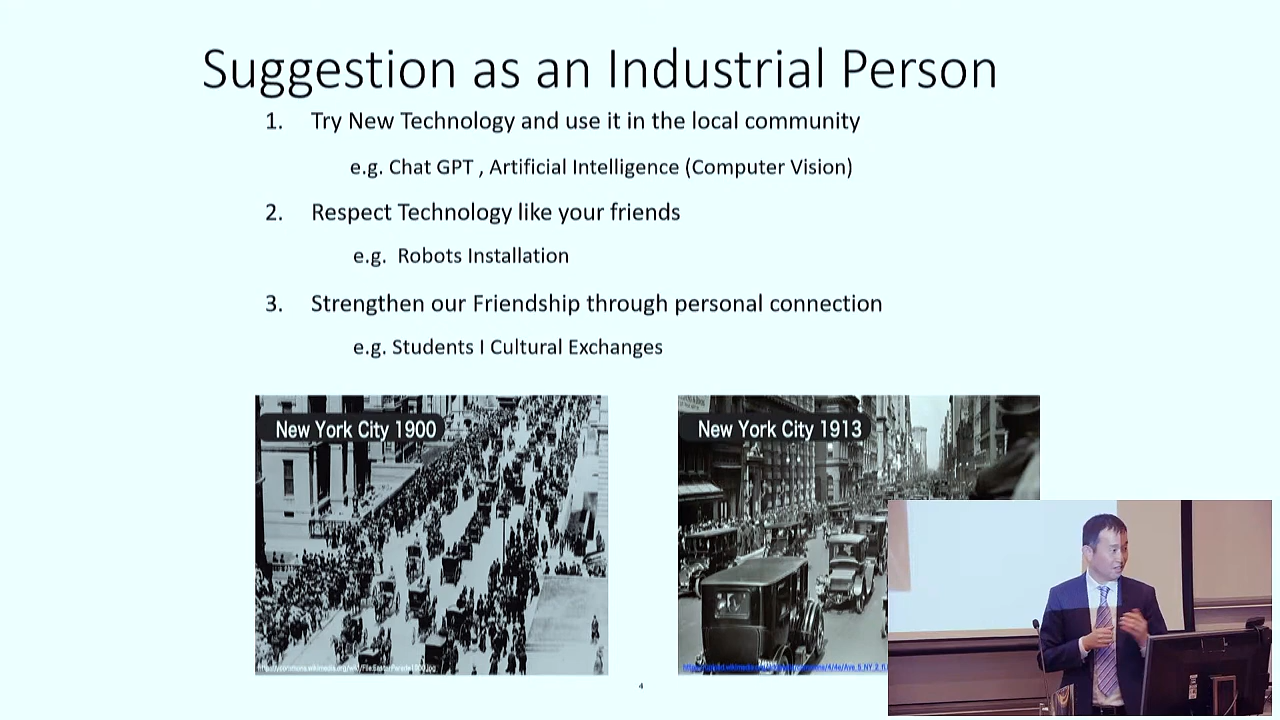 Suggestion as an Industrial Person
1. Try New Technology and use it in the local community
e.g. Chat GPT , Artificial Intelligence (Computer Vision)
2. Respect Technology like your friends
e.g. Robots Installation
3. Strengthen our Friendship through personal connection
e.g. Students I Cultural Exchanges
New York City 1900
New York City 1913
4